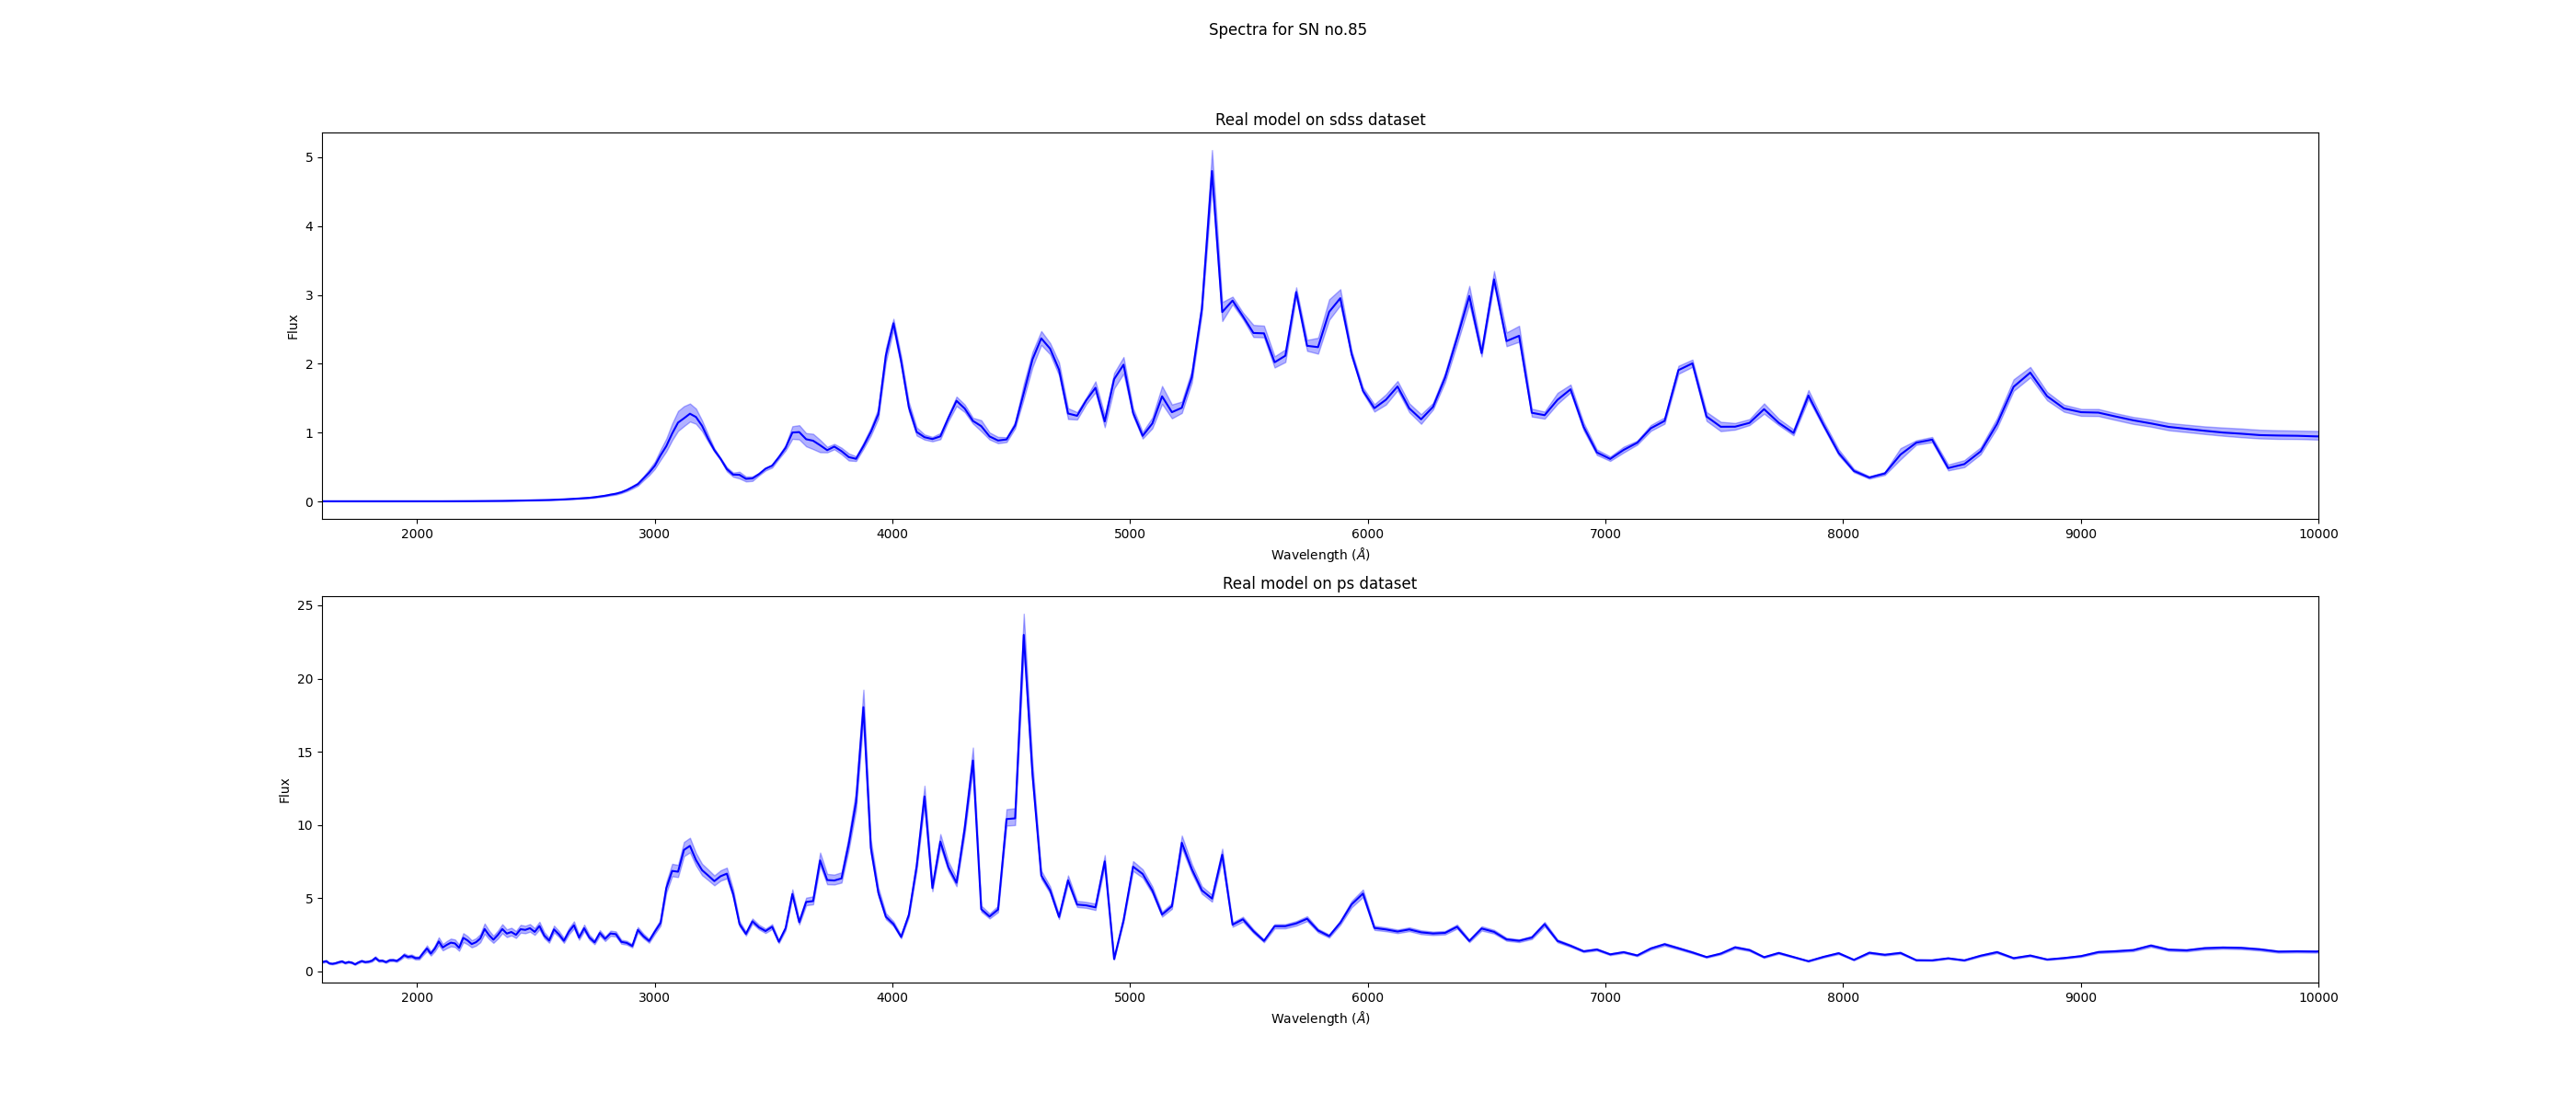 Spectra for SN no.85
Real model on sdss dataset
5
4
3
2
1
0
Flux
2000 3000 4000 5000 6000 7000 8000 9000 10000
Wavelength (Å)
Real model on ps dataset
25
20
15
10
5
0
Flux
2000 3000 4000 5000 6000 7000 8000 9000 10000
Wavelength (Å)